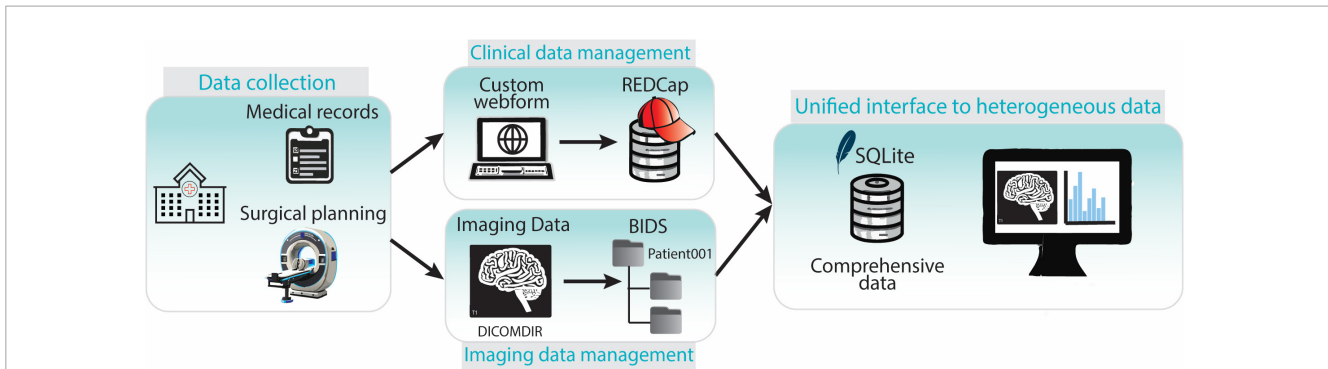 Data collection
Medical records
Surgical planning
Clinical data management
Custom
webform
REDCap
Imaging Data
T1
DICOMDIR
BIDS
Patient001
Imaging data management
Unified interface to heterogeneous data
SQLite
Comprehensive
data
T1